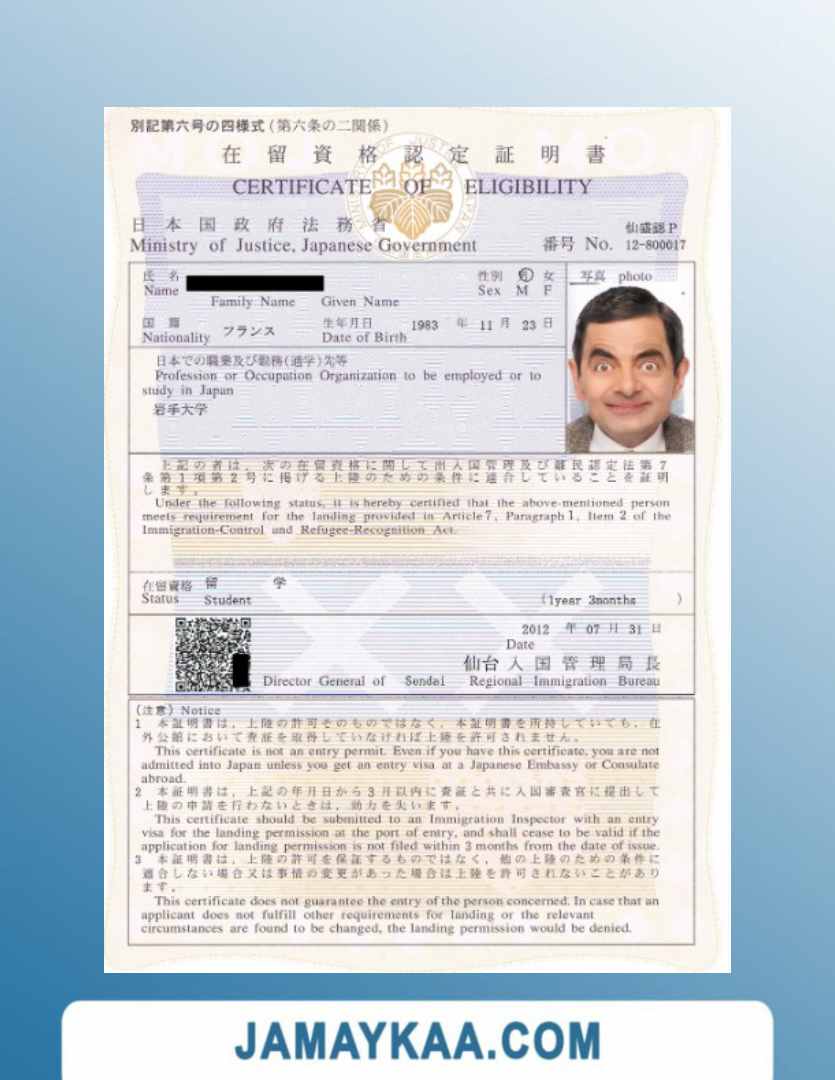 別記第六号の四様式(第六条の二関係)
在留資格認定証明書
CERTIFICATE OF ELIGIBILITY
日本国政府法務省
仙盛認P
Ministry of Justice, Japanese Government
番号 No. 12-800017
氏名
性別 男 女
写真 photo
Name
Sex M F
Family Name Given Name
国籍
生年月日
1983 年 11 月 23 日
Nationality フランス
Date of Birth
日本での職業及び勤務(通学)先等
Profession or Occupation Organization to be employed or to
study in Japan
岩手大学
上記の者は、次の在留資格に関して出入国管理及び難民認定法第7
条第1項第2号に掲げる上陸のための条件に適合していることを証明
します。
Under the following status, it is hereby certified that the above-mentioned person
meets requirement for the landing provided in Article7, Paragraph1, Item 2 of the
Immigration-Control and Refugee-Recognition Act.
在留資格 留学
Status Student
(1year 3months )
2012 年 07 月 31 日
Date
仙台入国管理局長
Director General of Sendai Regional Immigration Bureau
(注意) Notice
1 本証明書は、上陸の許可そのものではなく、本証明書を所持していても、在
外公館において査証を取得していなければ上陸を許可されません。
This certificate is not an entry permit. Even if you have this certificate, you are not
admitted into Japan unless you get an entry visa at a Japanese Embassy or Consulate
abroad.
2 本証明書は、上記の年月日から3月以内に査証と共に入国審査官に提出して
上陸の申請を行わないときは、効力を失います。
This certificate should be submitted to an Immigration Inspector with an entry
visa for the landing permission at the port of entry, and shall cease to be valid if the
application for landing permission is not filed within 3 months from the date of issue.
3 本証明書は、上陸の許可を保証するものではなく、他の上陸のための条件に
適合しない場合又は事情の変更があった場合は上陸を許可されないことがあり
ます。
This certificate does not guarantee the entry of the person concerned. In case that an
applicant does not fulfill other requirements for landing or the relevant
circumstances are found to be changed, the landing permission would be denied.
JAMAYKAA.COM